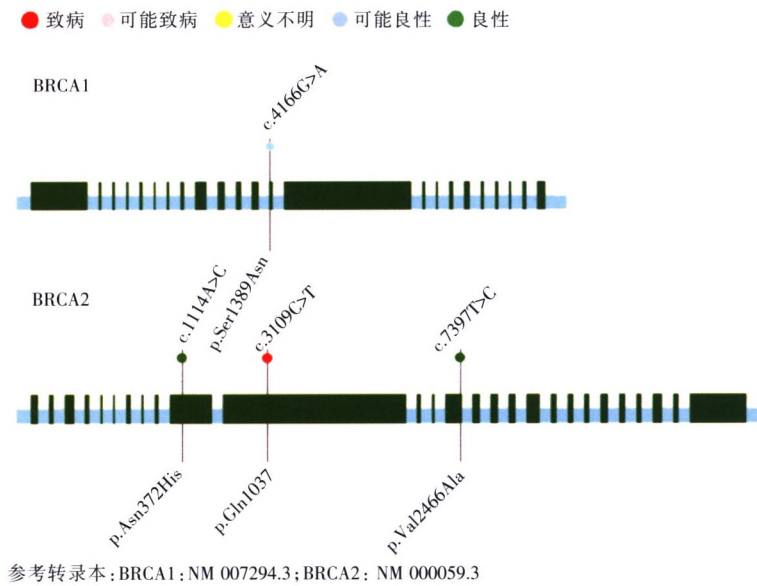 致病 可能致病 意义不明 可能良性 良性
BRCA1
c.4166G>A
p.Ser1389Asn
BRCA2
c.1114A>C
c.3109C>T
c.7397T>C
p.Asn372His
p.Gln1037
p.Val2466Ala
参考转录本:BRCA1:NM 007294.3;BRCA2: NM 000059.3